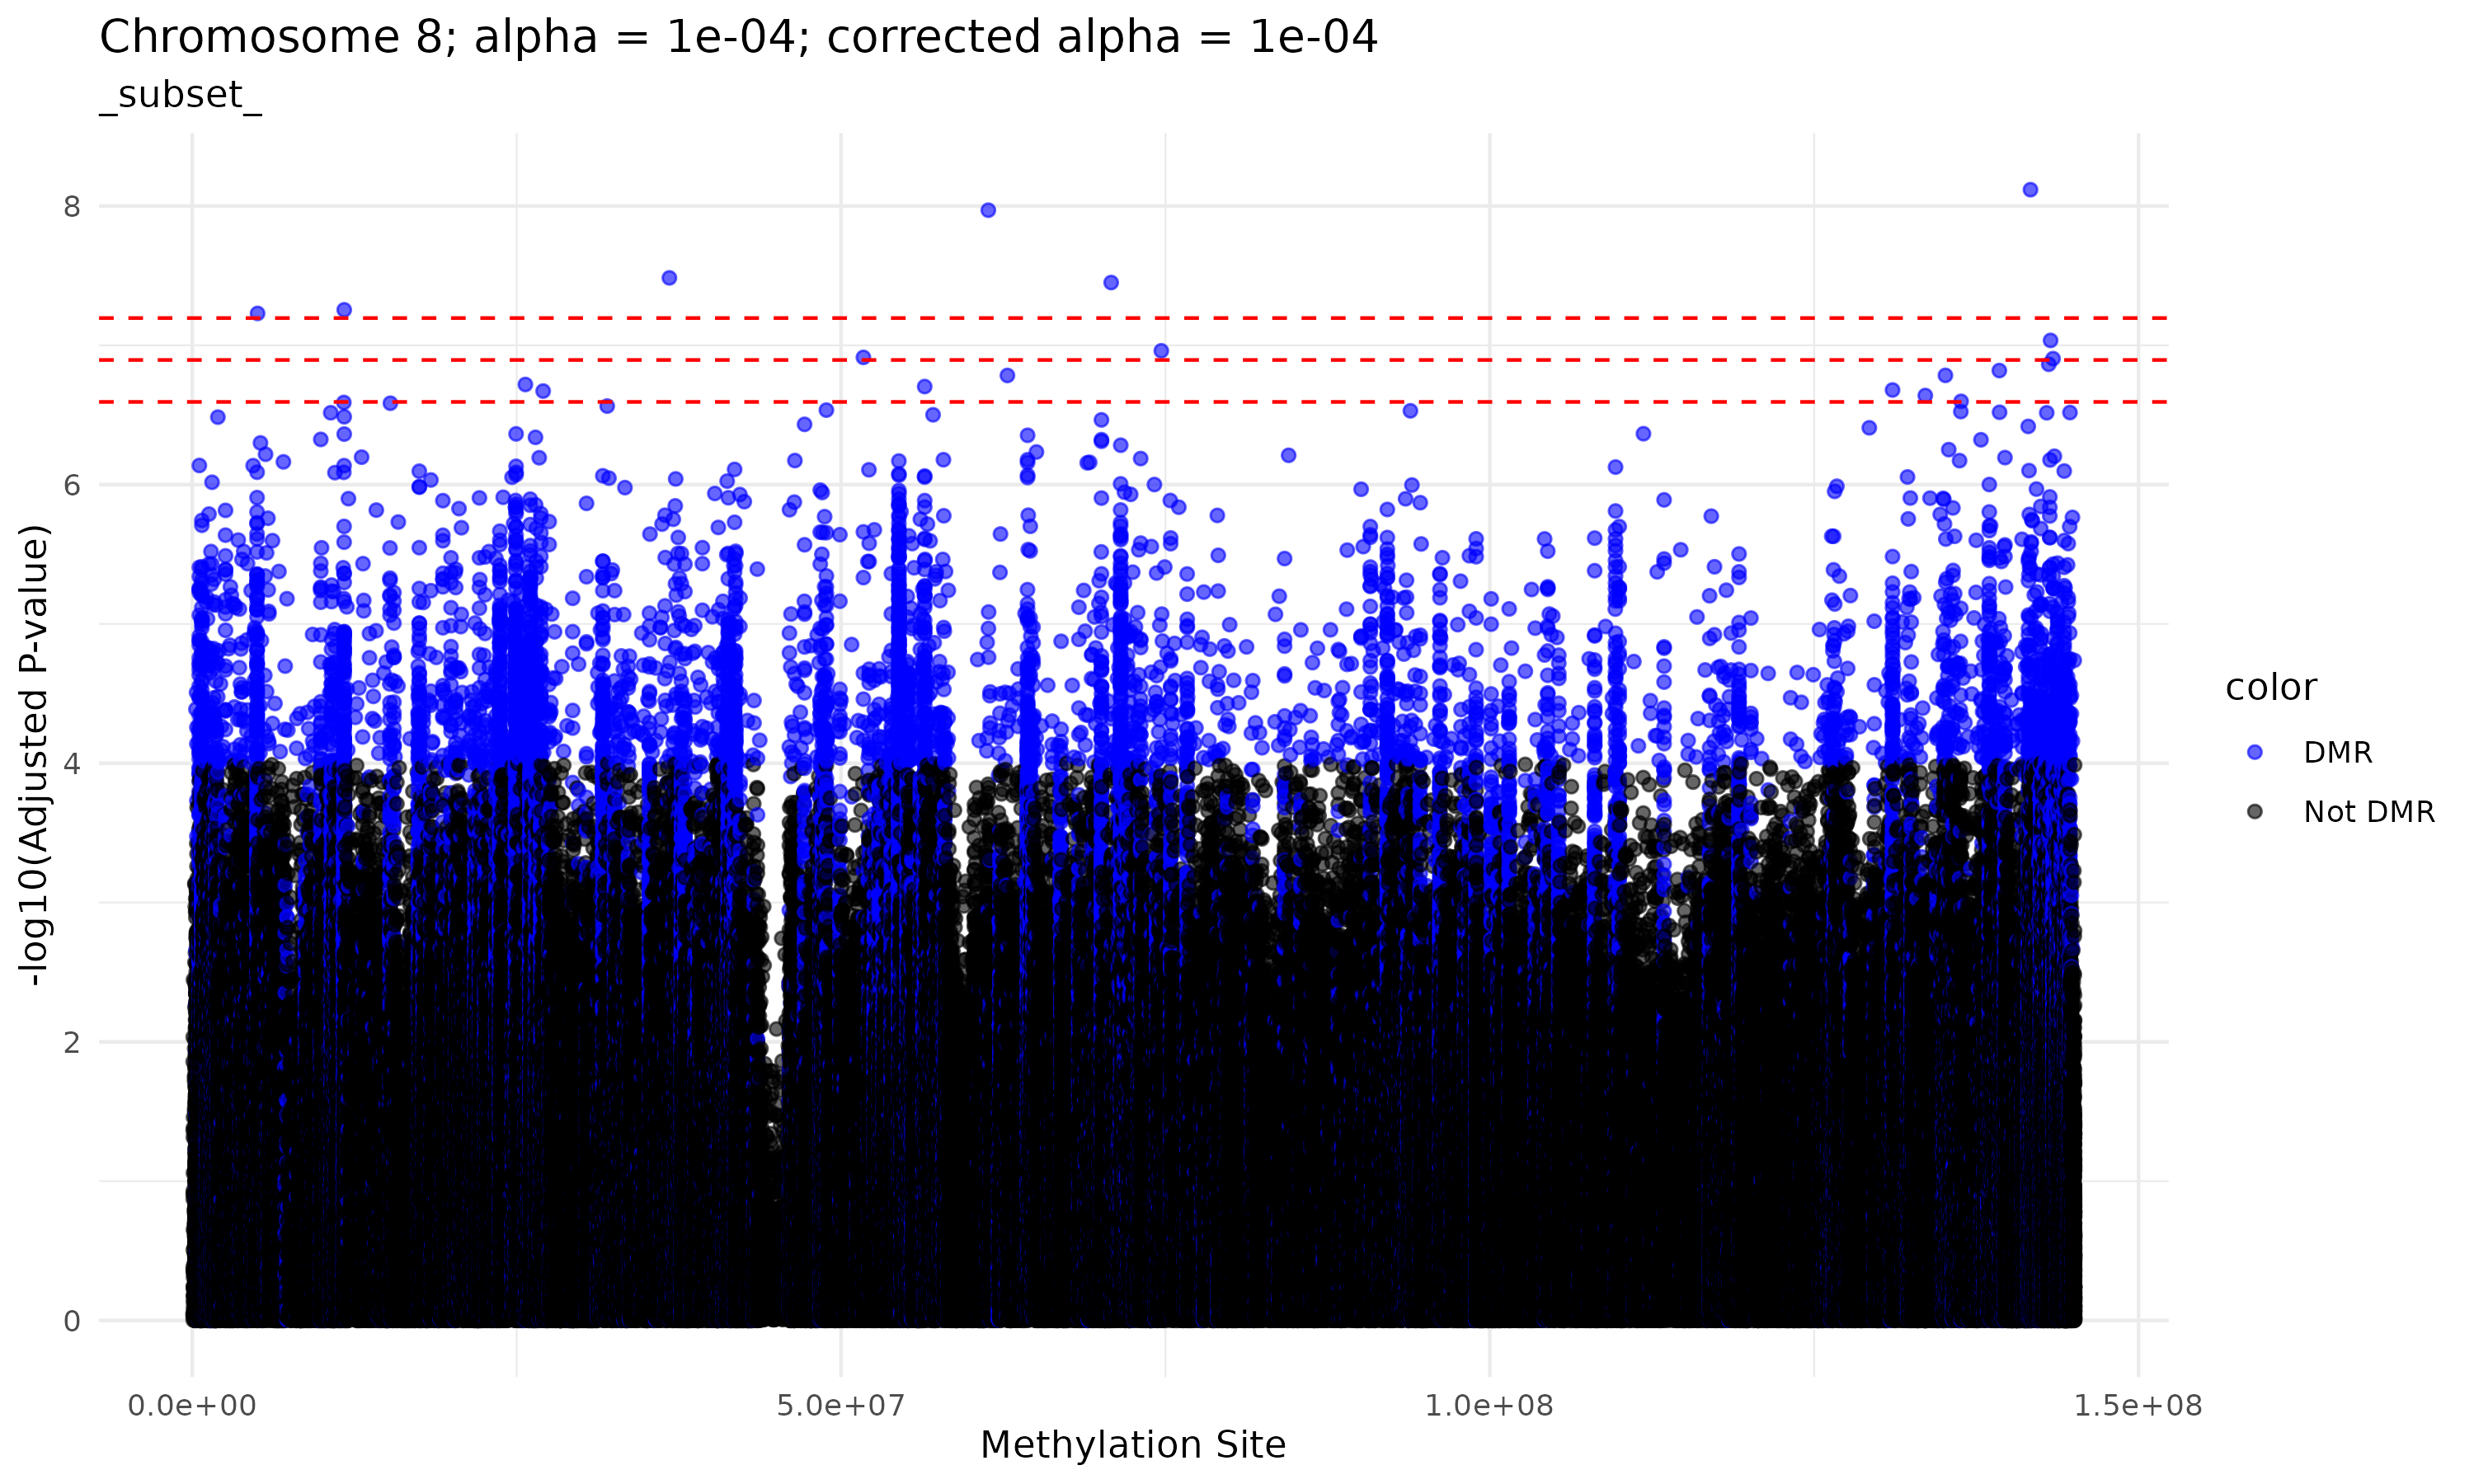 Chromosome 8; alpha = 1e-04; corrected alpha = 1e-04
_subset_
-log10(Adjusted P-value)
8
6
4
2
0
0.0e+00
5.0e+07
1.0e+08
1.5e+08
Methylation Site
color
DMR
Not DMR